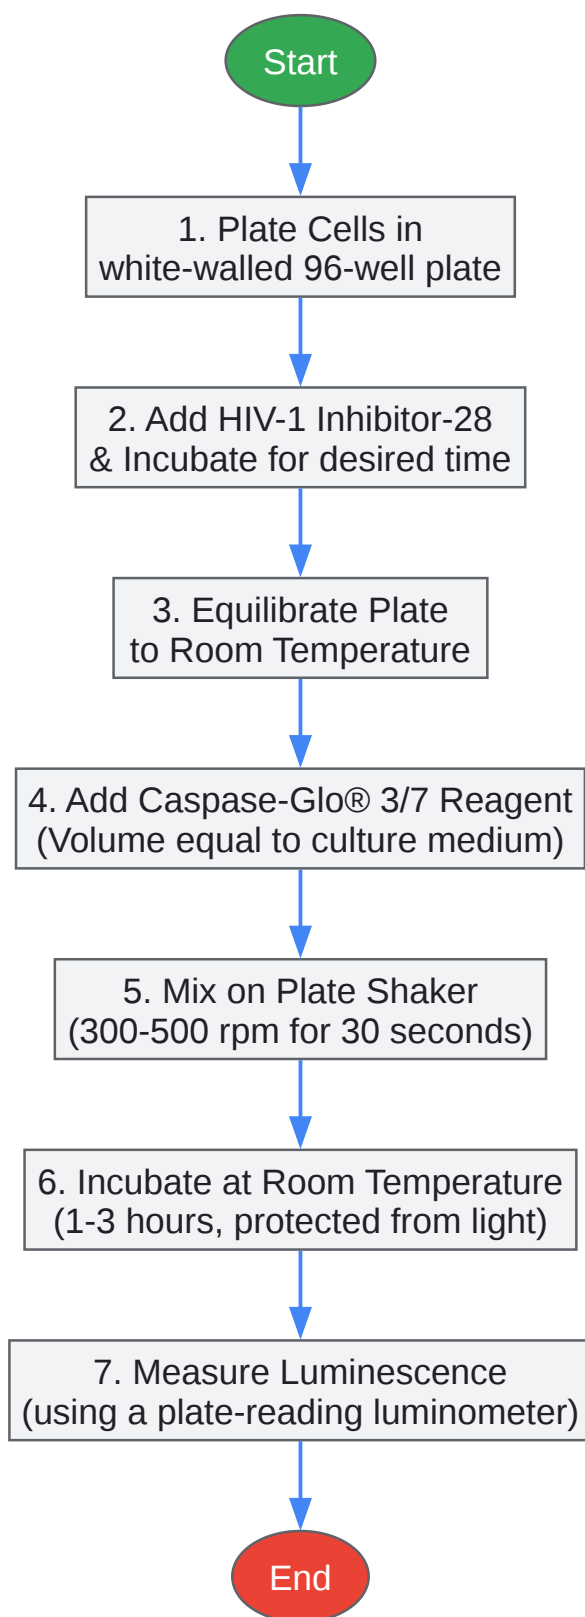 Start
1. Plate Cells in
white-walled 96-well plate
2. Add HIV-1 Inhibitor-28
& Incubate for desired time
3. Equilibrate Plate
to Room Temperature
4. Add Caspase-Glo® 3/7 Reagent
(Volume equal to culture medium)
5. Mix on Plate Shaker
(300-500 rpm for 30 seconds)
6. Incubate at Room Temperature
(1-3 hours, protected from light)
7. Measure Luminescence
(using a plate-reading luminometer)
End